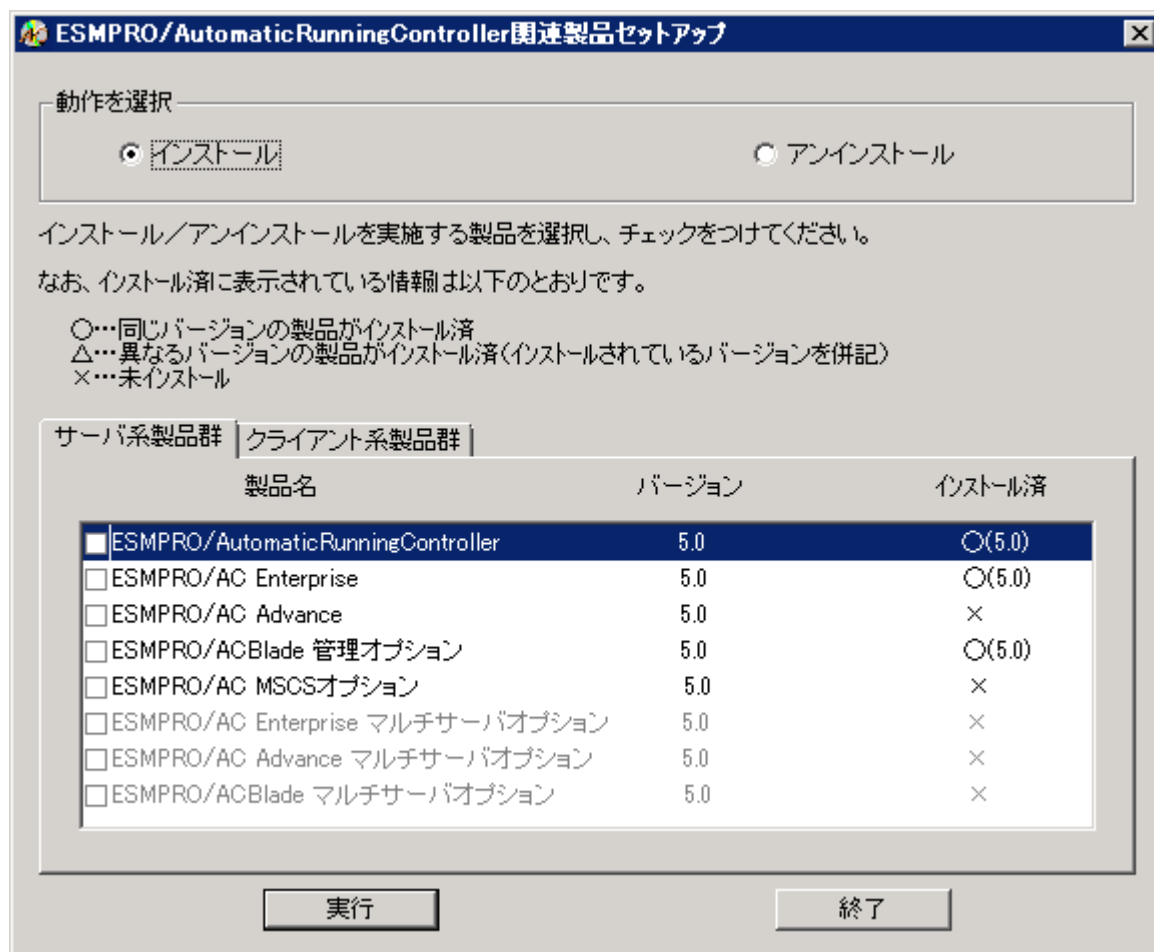 ESMPRO/AutomaticRunningController関連製品セットアップ
動作を選択
インストール
アンインストール
インストール／アンインストールを実施する製品を選択し、チェックをつけてください。
なお、インストール済に表示されている情報は以下のとおりです。
○…同じバージョンの製品がインストール済
△…異なるバージョンの製品がインストール済(インストールされているバージョンを併記)
×…未インストール
サーバ系製品群 クライアント系製品群
製品名 バージョン インストール済
ESMPRO/AutomaticRunningController 5.0 ○(5.0)
ESMPRO/AC Enterprise 5.0 ○(5.0)
ESMPRO/AC Advance 5.0 ×
ESMPRO/ACBlade 管理オプション 5.0 ○(5.0)
ESMPRO/AC MSCSオプション 5.0 ×
ESMPRO/AC Enterprise マルチサーバオプション 5.0 ×
ESMPRO/AC Advance マルチサーバオプション 5.0 ×
ESMPRO/ACBlade マルチサーバオプション 5.0 ×
実行
終了